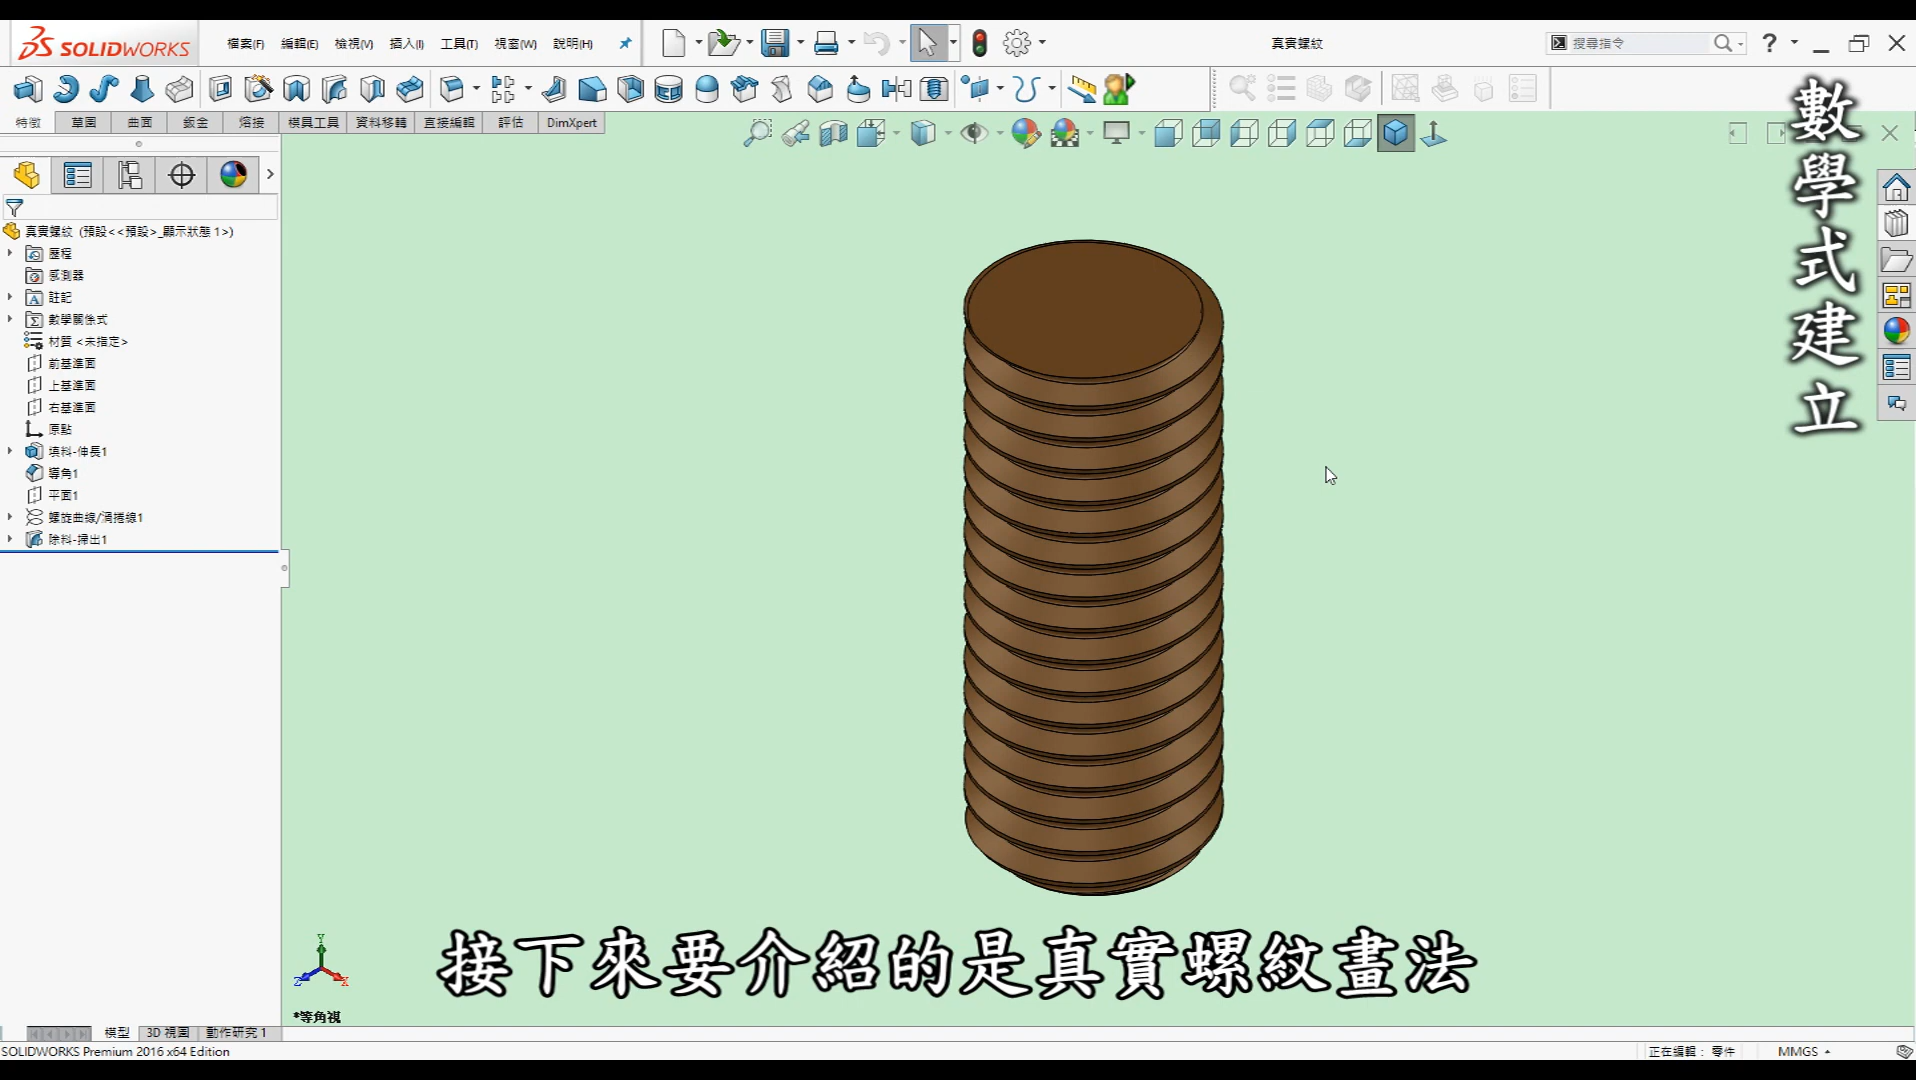 SOLIDWORKS
檔案(F) 編輯(E) 檢視(V) 插入(I) 工具(T) 視窗(W) 說明(H)
真實螺紋
搜尋指令
特徵 草圖 曲面 鈑金 熔接 模具工具 資料移轉 直接編輯 評估 DimXpert
真實螺紋 (預設<<預設>_顯示狀態 1>)
歷程
感測器
註記
數學關係式
材質 <未指定>
前基準面
上基準面
右基準面
原點
填料-伸長1
導角1
平面1
螺旋曲線/渦捲線1
除料-掃出1
數學式建立
接下來要介紹的是真實螺紋畫法
*等角視
模型 3D 視圖 動作研究 1
SOLIDWORKS Premium 2016 x64 Edition
正在編輯： 零件
MMGS